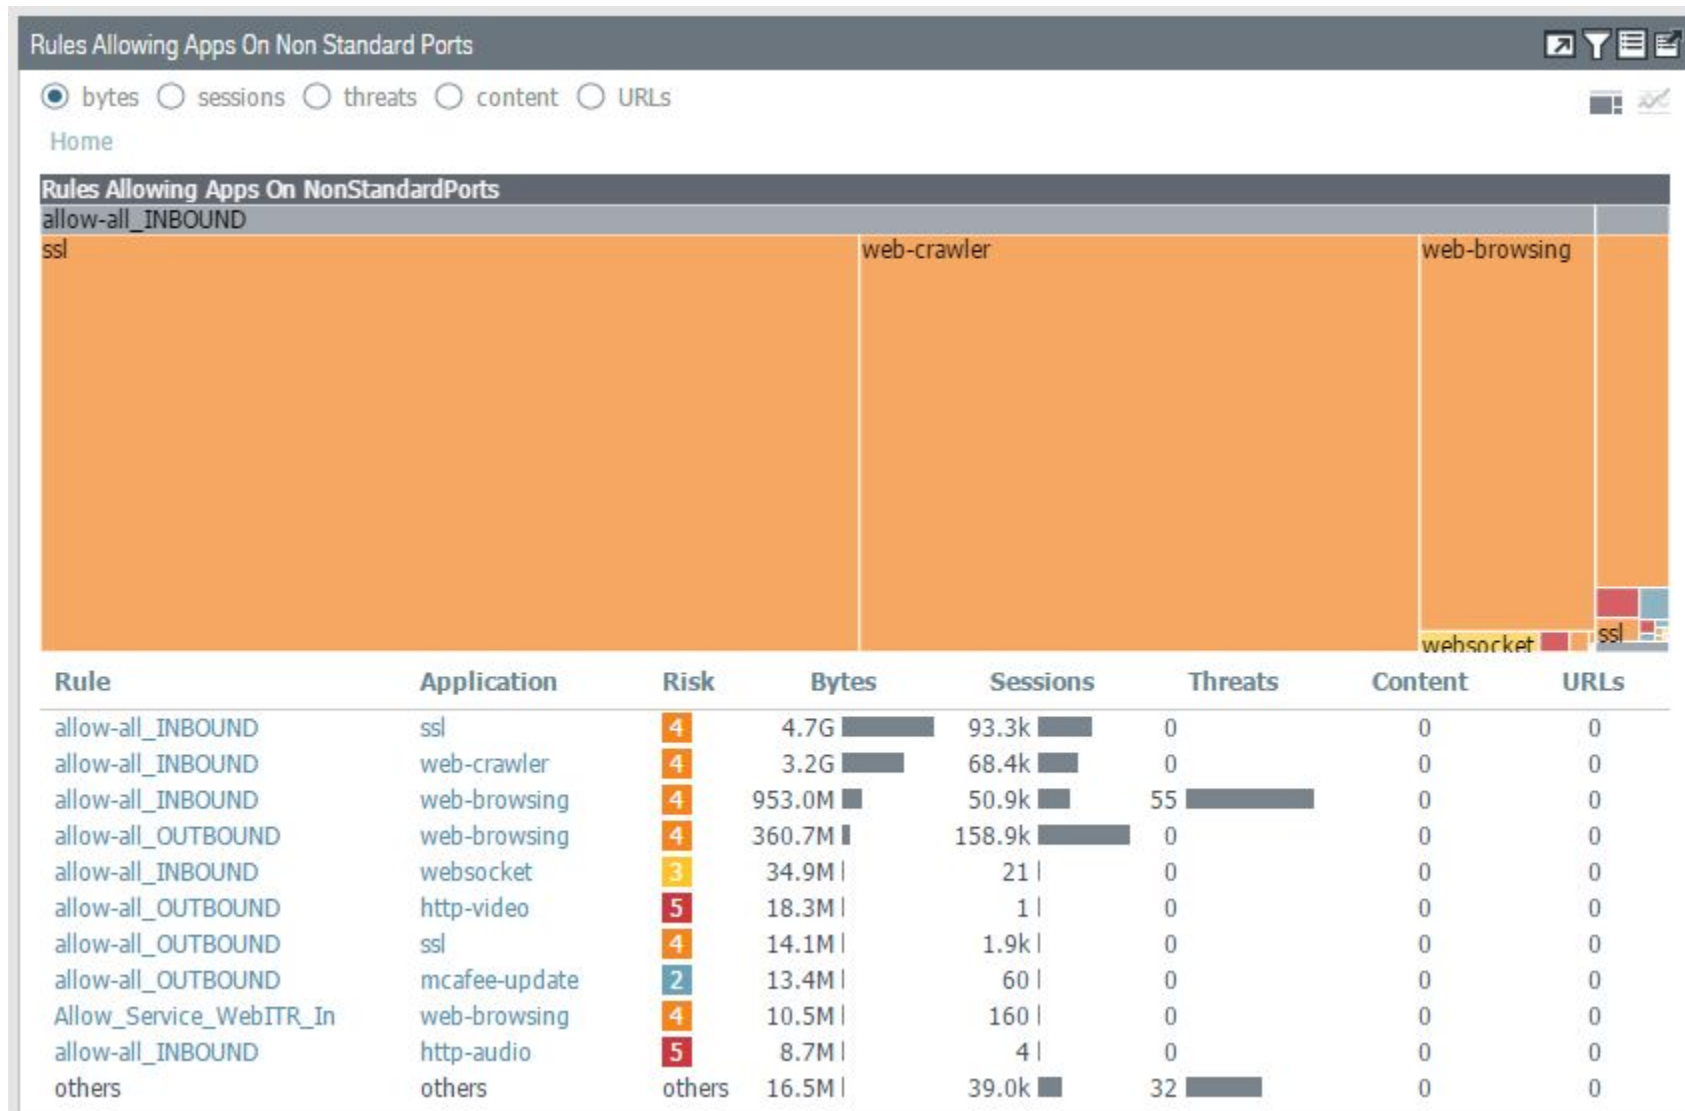 Rules Allowing Apps On Non Standard Ports
bytes sessions threats content URLs
Home
Rules Allowing Apps On NonStandardPorts
allow-all_INBOUND
ssl web-crawler web-browsing
websocket ssl
Rule Application Risk Bytes Sessions Threats Content URLs
allow-all_INBOUND ssl 4 4.7G 93.3k 0 0 0
allow-all_INBOUND web-crawler 4 3.2G 68.4k 0 0 0
allow-all_INBOUND web-browsing 4 953.0M 50.9k 55 0 0
allow-all_OUTBOUND web-browsing 4 360.7M 158.9k 0 0 0
allow-all_INBOUND websocket 3 34.9M 21 0 0 0
allow-all_OUTBOUND http-video 5 18.3M 1 0 0 0
allow-all_OUTBOUND ssl 4 14.1M 1.9k 0 0 0
allow-all_OUTBOUND mcafee-update 2 13.4M 60 0 0 0
Allow_Service_WebITR_In web-browsing 4 10.5M 160 0 0 0
allow-all_INBOUND http-audio 5 8.7M 4 0 0 0
others others others 16.5M 39.0k 32 0 0